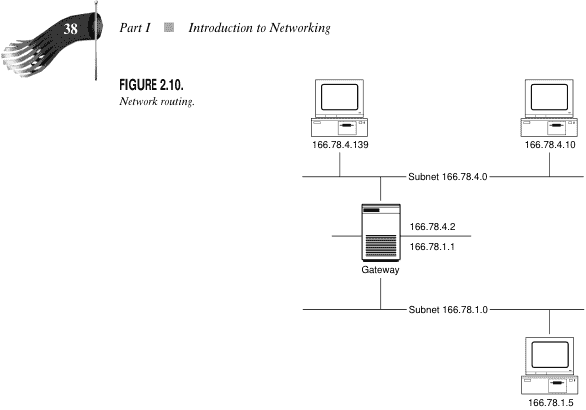 38
Part I Introduction to Networking
FIGURE 2.10.
Network routing.
166.78.4.139
166.78.4.10
Subnet 166.78.4.0
166.78.4.2
166.78.1.1
Gateway
Subnet 166.78.1.0
166.78.1.5